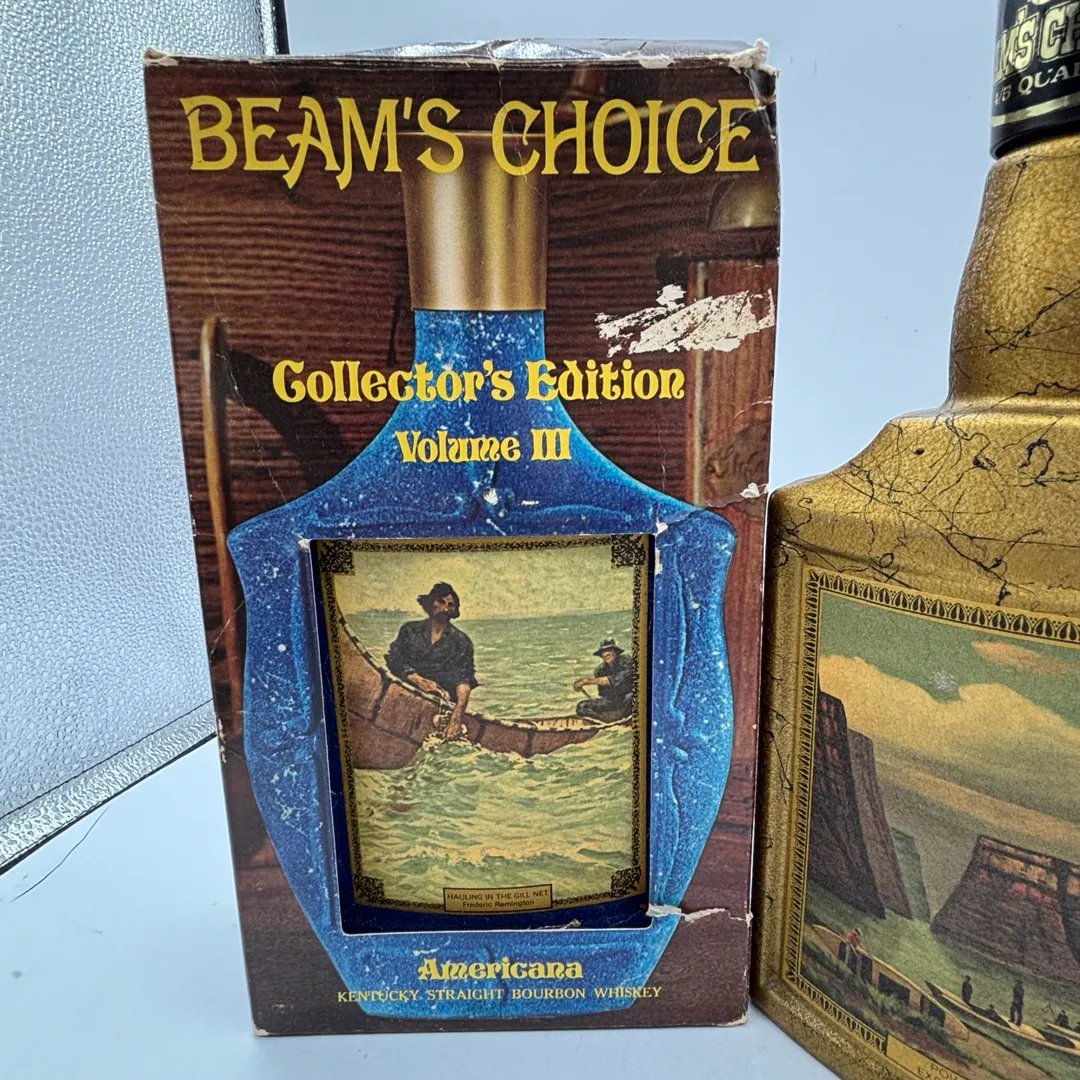 BEAM'S CHOICE
Collector's Edition
Volume III
HAULING IN THE GILL NET
Frederic Remington
Americana
KENTUCKY STRAIGHT BOURBON WHISKEY